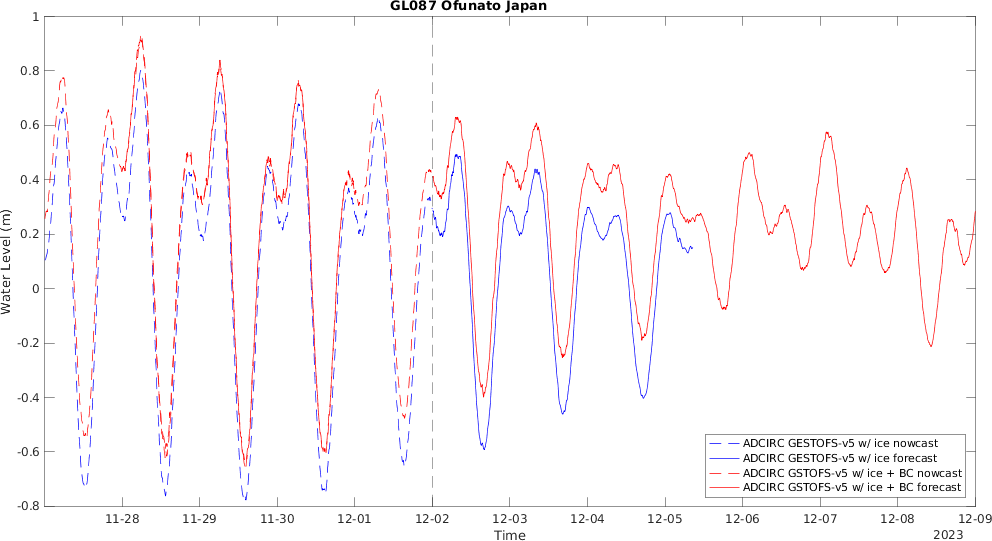 GL087 Ofunato Japan
1
0.8
0.6
0.4
0.2
0
-0.2
-0.4
-0.6
-0.8
Water Level (m)
11-28 11-29 11-30 12-01 12-02 12-03 12-04 12-05 12-06 12-07 12-08 12-09
Time
2023
ADCIRC GESTOFS-v5 w/ ice nowcast
ADCIRC GESTOFS-v5 w/ ice forecast
ADCIRC GSTOFS-v5 w/ ice + BC nowcast
ADCIRC GSTOFS-v5 w/ ice + BC forecast